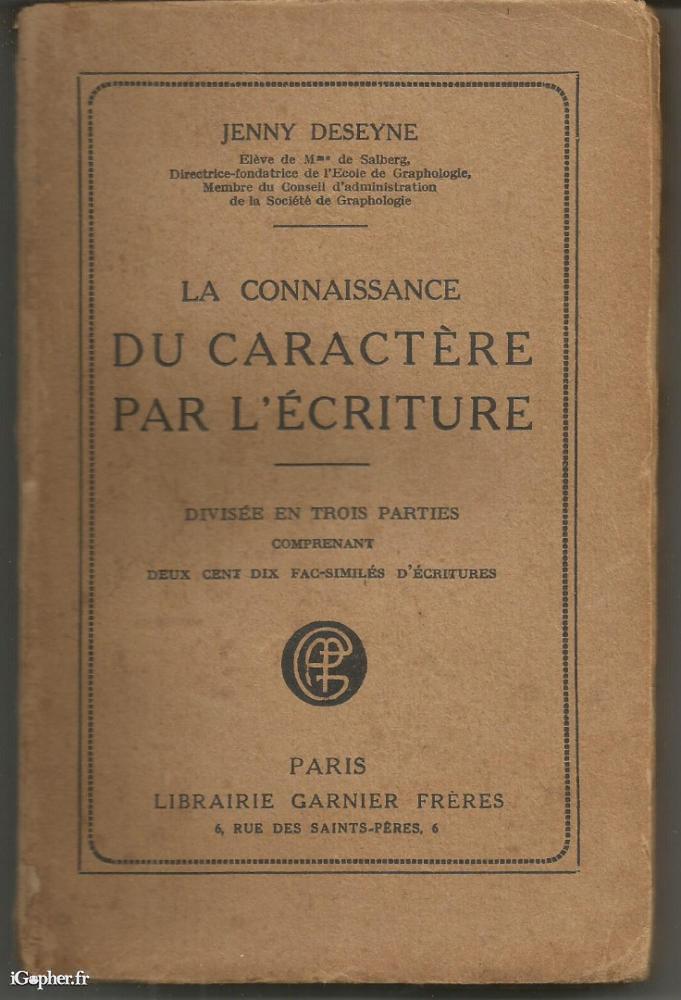 JENNY DESEYNE
Elève de Mme de Salberg,
Directrice-fondatrice de l'Ecole de Graphologie,
Membre du Conseil d'administration
de la Société de Graphologie
LA CONNAISSANCE
DU CARACTÈRE
PAR L'ÉCRITURE
DIVISÉE EN TROIS PARTIES
COMPRENANT
DEUX CENT DIX FAC-SIMILÉS D'ÉCRITURES
PARIS
LIBRAIRIE GARNIER FRÈRES
6, RUE DES SAINTS-PÈRES, 6
iGopher.fr